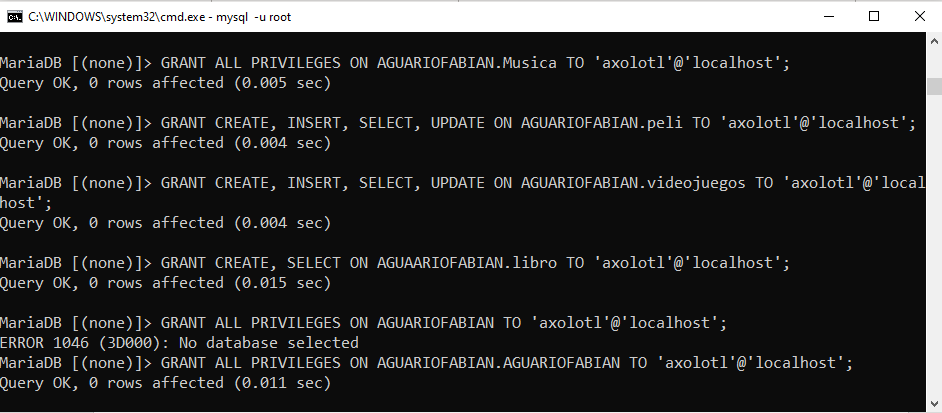 C:\WINDOWS\system32\cmd.exe - mysql -u root
MariaDB [(none)]> GRANT ALL PRIVILEGES ON AGUARIOFABIAN.Musica TO 'axolotl'@'localhost';
Query OK, 0 rows affected (0.005 sec)
MariaDB [(none)]> GRANT CREATE, INSERT, SELECT, UPDATE ON AGUARIOFABIAN.peli TO 'axolotl'@'localhost';
Query OK, 0 rows affected (0.004 sec)
MariaDB [(none)]> GRANT CREATE, INSERT, SELECT, UPDATE ON AGUARIOFABIAN.videojuegos TO 'axolotl'@'local
host';
Query OK, 0 rows affected (0.004 sec)
MariaDB [(none)]> GRANT CREATE, SELECT ON AGUAARIOFABIAN.libro TO 'axolotl'@'localhost';
Query OK, 0 rows affected (0.015 sec)
MariaDB [(none)]> GRANT ALL PRIVILEGES ON AGUARIOFABIAN TO 'axolotl'@'localhost';
ERROR 1046 (3D000): No database selected
MariaDB [(none)]> GRANT ALL PRIVILEGES ON AGUARIOFABIAN.AGUARIOFABIAN TO 'axolotl'@'localhost';
Query OK, 0 rows affected (0.011 sec)